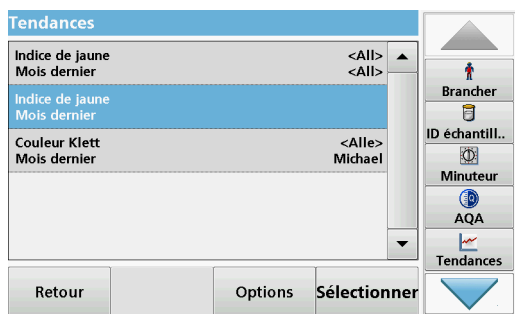 Tendances
Indice de jaune <All>
Mois dernier <All>
Indice de jaune
Mois dernier
Couleur Klett <Alle>
Mois dernier Michael
Retour
Options
Sélectionner
Brancher
ID échantill..
Minuteur
AQA
Tendances